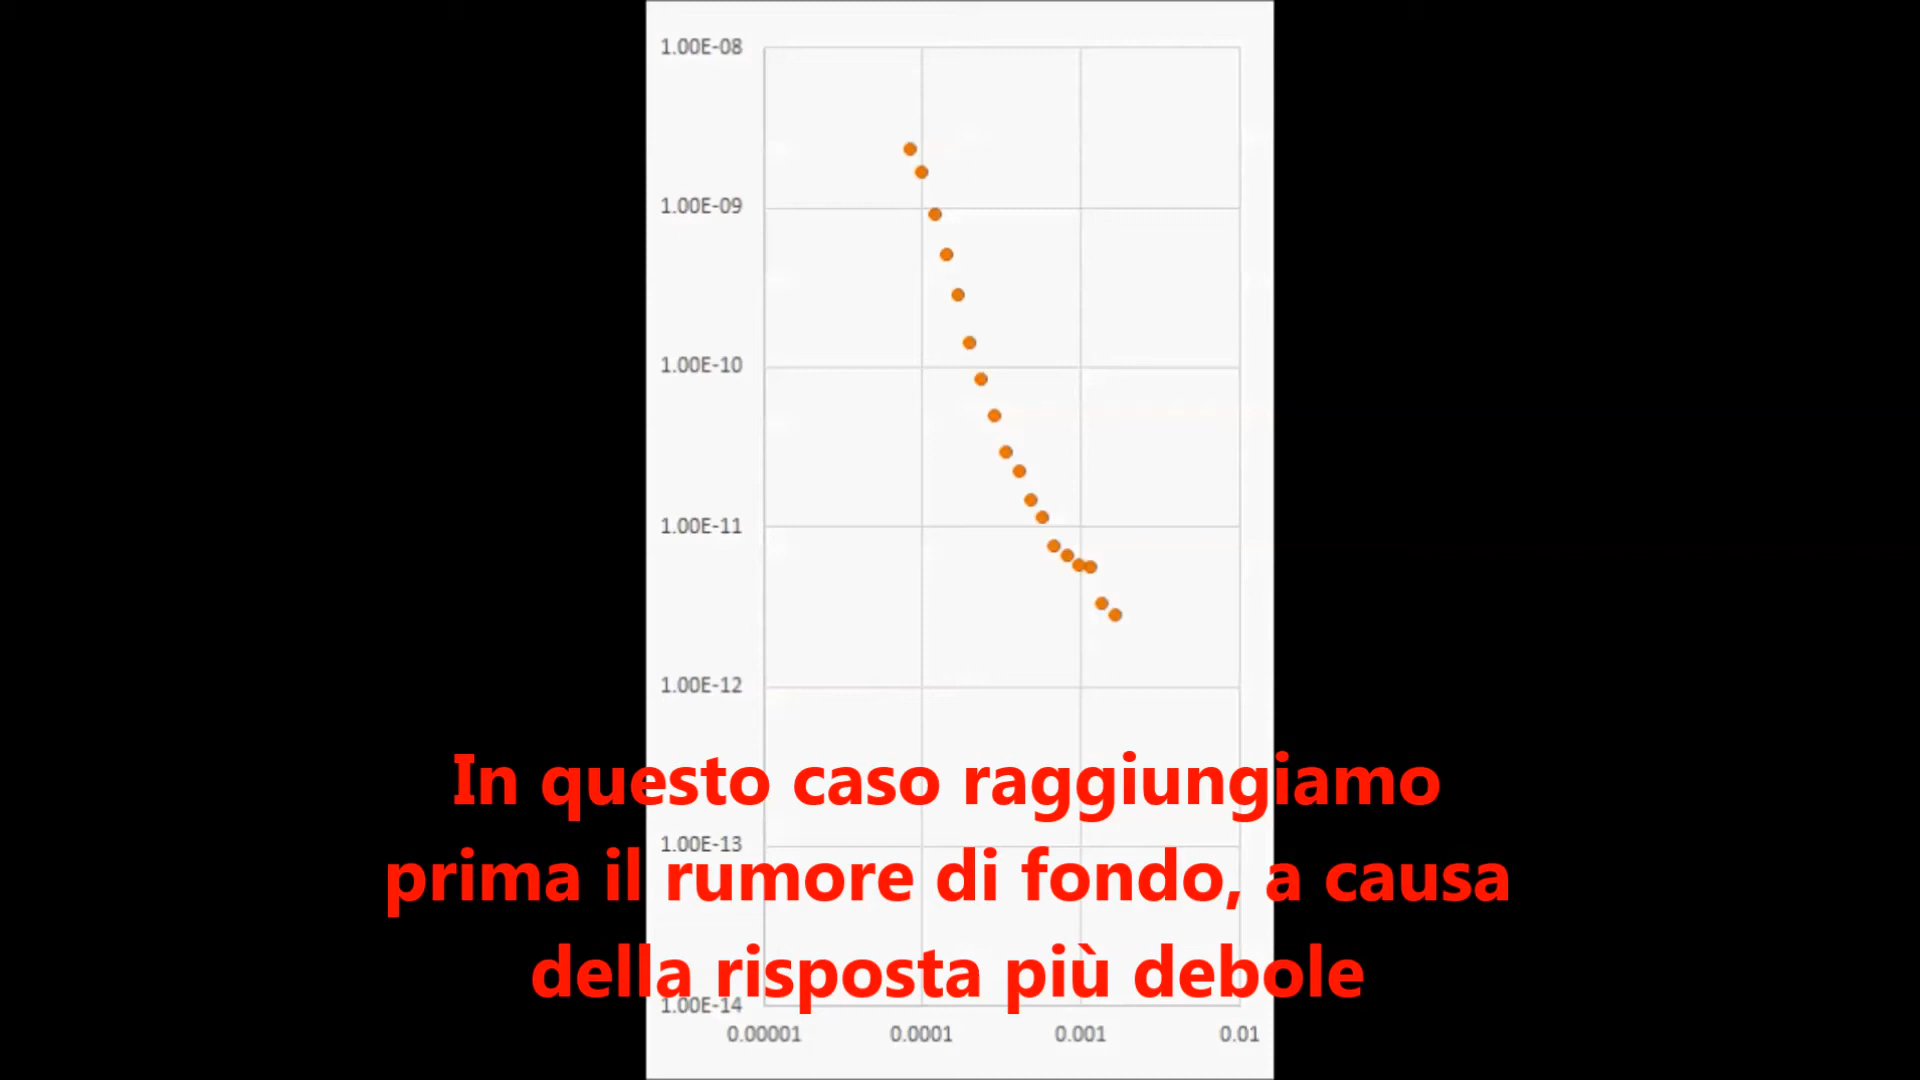 1.00E-08
1.00E-09
1.00E-10
1.00E-11
1.00E-12
In questo caso raggiungiamo
1.00E-13
prima il rumore di fondo, a causa
della risposta più debole
1.00E-14
0.00001 0.0001 0.001 0.01